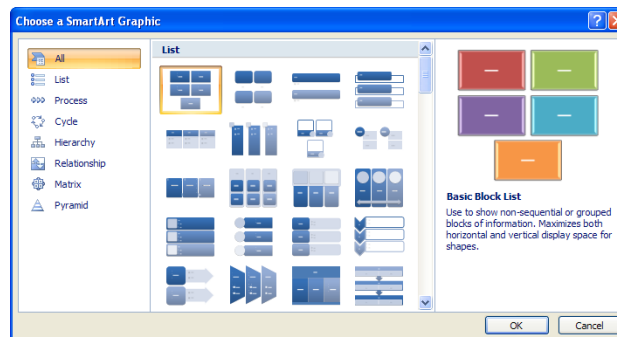 Choose a SmartArt Graphic
All
List
Process
Cycle
Hierarchy
Relationship
Matrix
Pyramid
List
Basic Block List
Use to show non-sequential or grouped
blocks of information. Maximizes both
horizontal and vertical display space for
shapes.
OK
Cancel